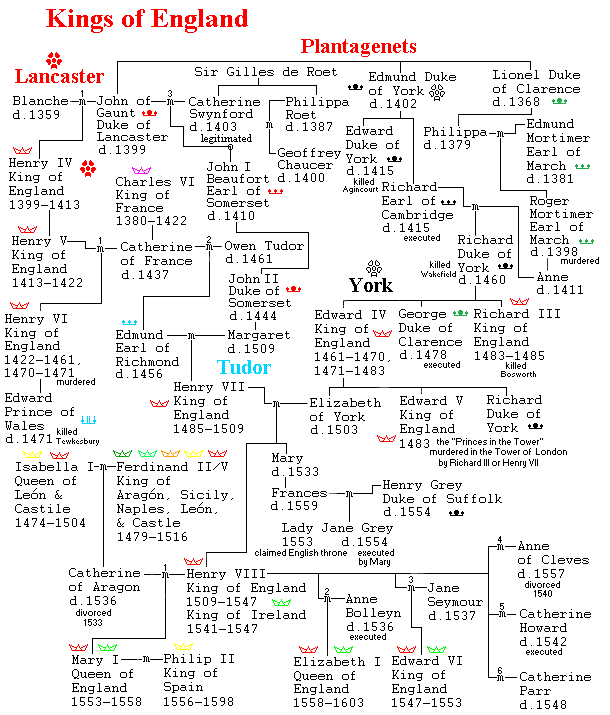 Kings of England
Plantagenets
Lancaster
Sir Gilles de Roet
Blanche
d.1359
1
m
John of
Gaunt
Duke of
Lancaster
d.1399
3
m
Catherine
Swynford
d.1403
legitimated
Philippa
Roet
d.1387
m
Geoffrey
Chaucer
d.1400
Edmund Duke
of York
d.1402
Lionel Duke
of Clarence
d.1368
Edward
Duke of
York
d.1415
killed
Agincourt
Philippa
d.1379
m
Edmund
Mortimer
Earl of
March
d.1381
Henry IV
King of
England
1399-1413
Charles VI
King of
France
1380-1422
John I
Beaufort
Earl of
Somerset
d.1410
Richard
Earl of
Cambridge
d.1415
executed
m
Roger
Mortimer
Earl of
March
d.1398
murdered
Anne
d.1411
Henry V
King of
England
1413-1422
1
m
Catherine
of France
d.1437
2
m
Owen Tudor
d.1461
Richard
Duke of
York
d.1460
killed
Wakefield
John II
Duke of
Somerset
d.1444
York
Henry VI
King of
England
1422-1461,
1470-1471
murdered
Edmund
Earl of
Richmond
d.1456
m
Margaret
d.1509
Edward IV
King of
England
1461-1470,
1471-1483
George
Duke of
Clarence
d.1478
executed
Richard III
King of
England
1483-1485
killed
Bosworth
Tudor
Edward
Prince of
Wales
d.1471
killed
Tewkesbury
Henry VII
King of
England
1485-1509
m
Elizabeth
of York
d.1503
Edward V
King of
England
1483
Richard
Duke of
York
the "Princes in the Tower"
murdered in the Tower of London
by Richard III or Henry VII
Isabella I
Queen of
León &
Castile
1474-1504
m
Ferdinand II/V
King of
Aragón, Sicily,
Naples, León,
& Castle
1479-1516
Mary
d.1533
Frances
d.1559
m
Henry Grey
Duke of Suffolk
d.1554
Lady Jane Grey
1553
claimed English throne
d.1554
executed
by Mary
Catherine
of Aragon
d.1536
divorced
1533
1
m
Henry VIII
King of England
1509-1547
King of Ireland
1541-1547
2
m
Anne
Bolleyn
d.1536
executed
3
m
Jane
Seymour
d.1537
4
m
Anne
of Cleves
d.1557
divorced
1540
5
m
Catherine
Howard
d.1542
executed
6
m
Catherine
Parr
d.1548
Mary I
Queen of
England
1553-1558
m
Philip II
King of
Spain
1556-1598
Elizabeth I
Queen of
England
1558-1603
Edward VI
King of
England
1547-1553